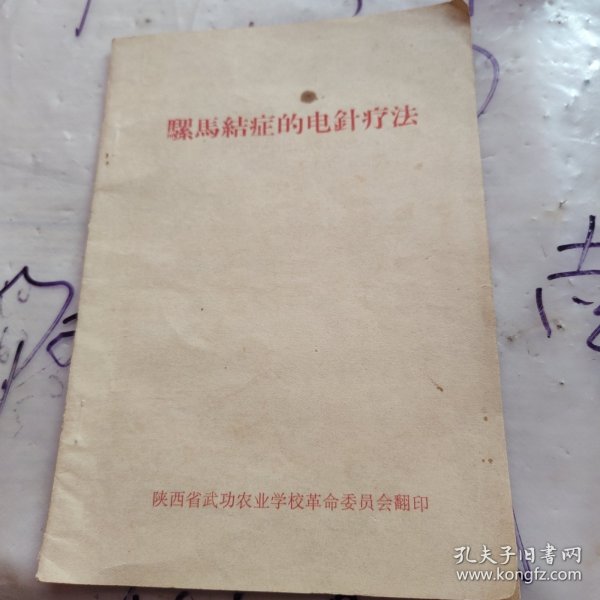 騾馬結症的电針疗法
陕西省武功农业学校革命委员会翻印
孔夫子旧书网
www.kongfz.com